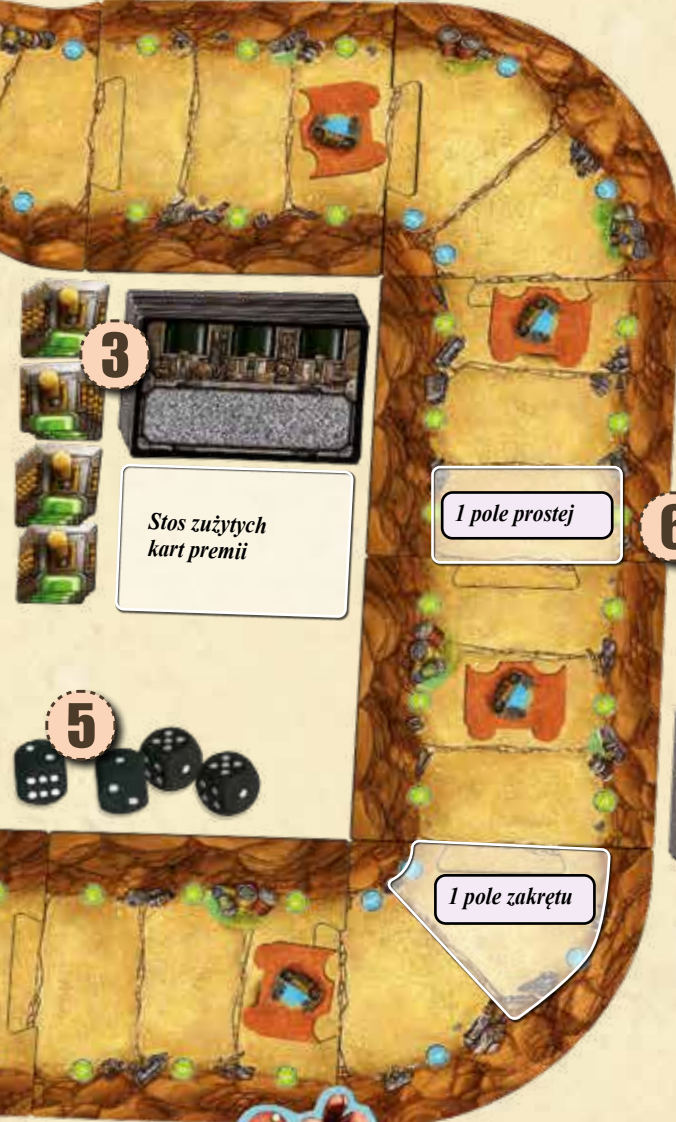 3
Stos zużytych
kart premii
1 pole prostej
6
5
1 pole zakrętu